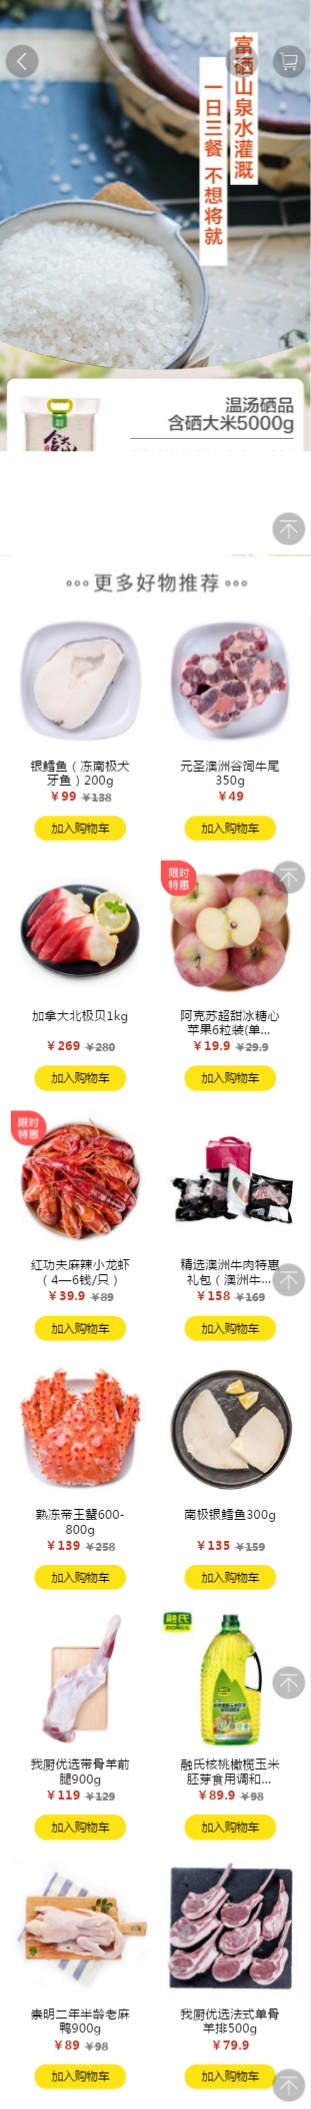 富硒山泉水灌溉
一日三餐 不想将就
温汤硒品
含硒大米5000g
更多好物推荐
银鳕鱼（冻南极犬
牙鱼）200g
￥99 ￥138
加入购物车
元圣澳洲谷饲牛尾
350g
￥49
加入购物车
加拿大北极贝1kg
￥269 ￥280
加入购物车
限时
特惠
阿克苏超甜冰糖心
苹果6粒装(单...
￥19.9 ￥29.9
加入购物车
限时
特惠
红功夫麻辣小龙虾
（4—6钱/只）
￥39.9 ￥89
加入购物车
精选澳洲牛肉特惠
礼包（澳洲牛...
￥158 ￥169
加入购物车
熟冻帝王蟹600-
800g
￥139 ￥258
加入购物车
南极银鳕鱼300g
￥135 ￥159
加入购物车
我厨优选带骨羊前
腿900g
￥119 ￥129
加入购物车
融氏
融氏核桃橄榄玉米
胚芽食用调和...
￥89.9 ￥98
加入购物车
崇明二年半龄老麻
鸭900g
￥89 ￥98
加入购物车
我厨优选法式单骨
羊排500g
￥79.9
加入购物车